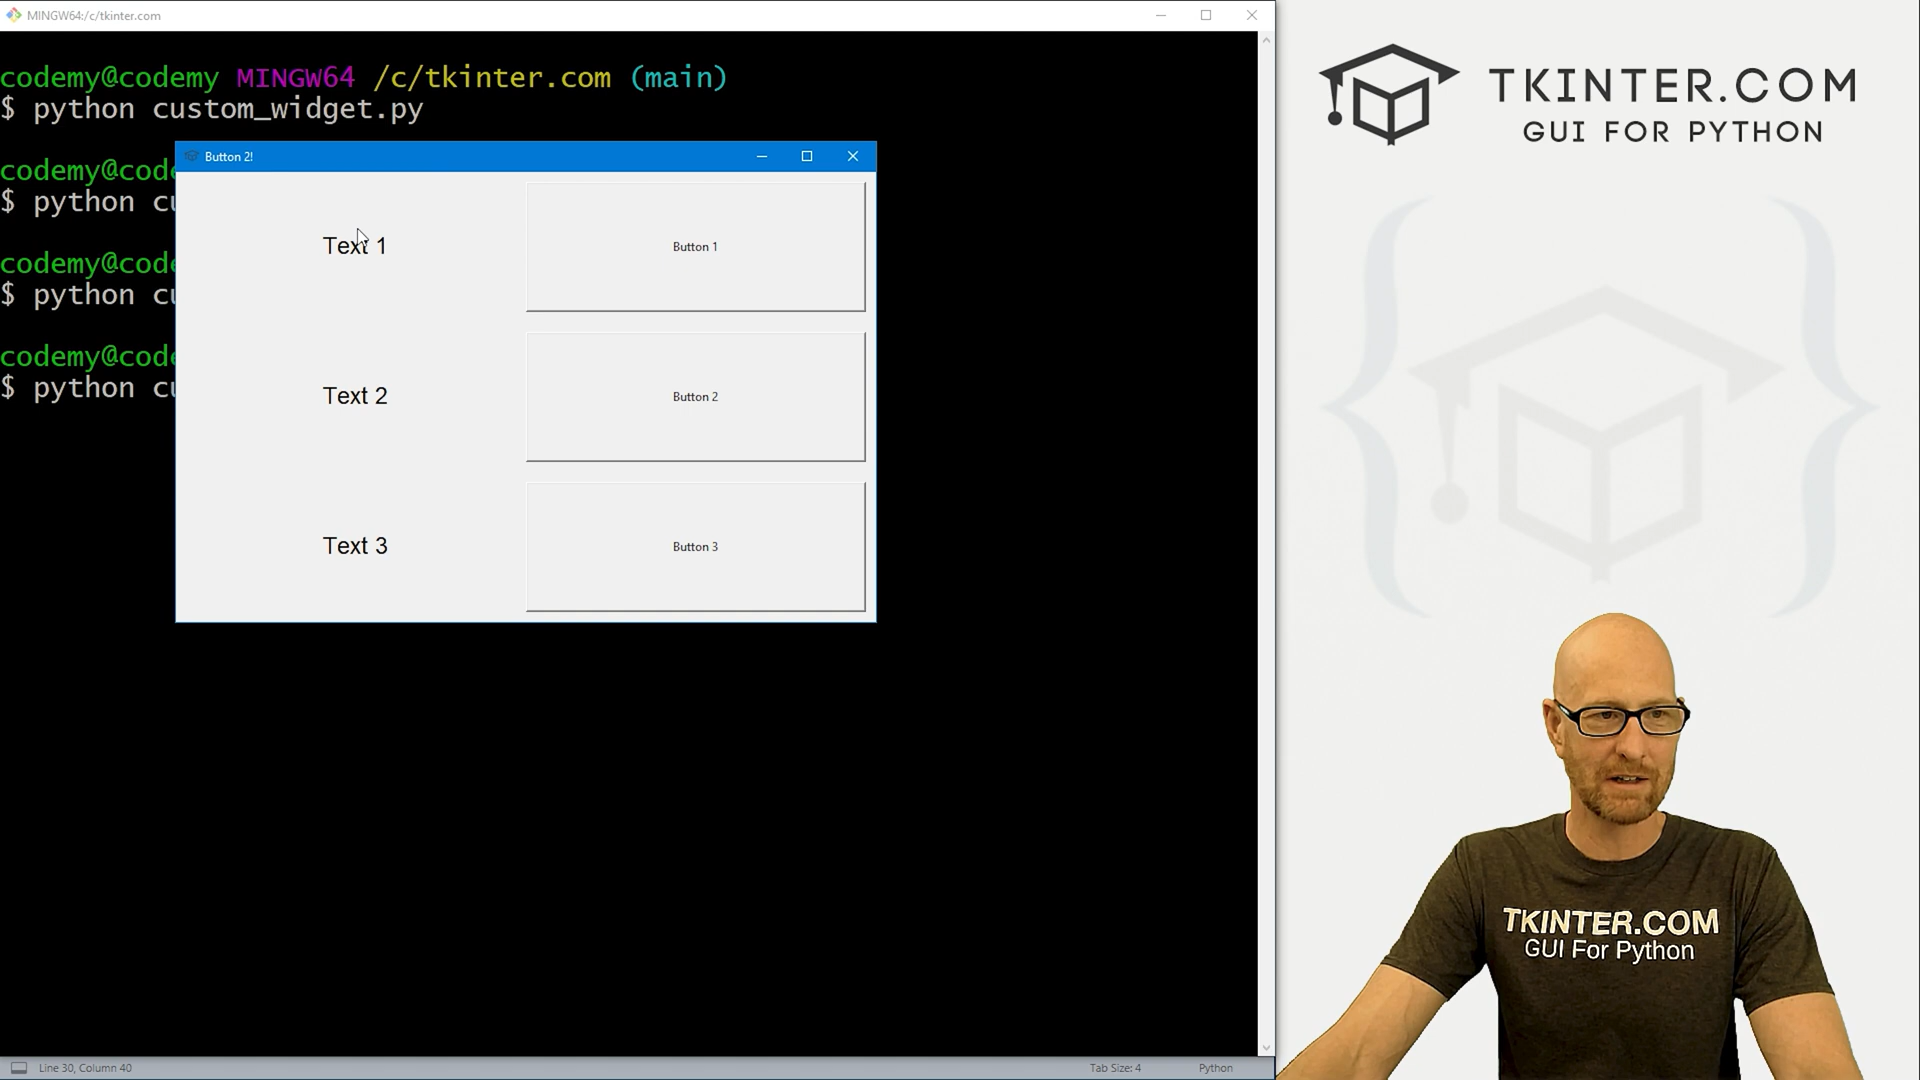 MINGW64:/c/tkinter.com
codemy@codemy MINGW64 /c/tkinter.com (main)
$ python custom_widget.py
codemy@code
$ python cu
codemy@code
$ python cu
codemy@code
$ python cu
Button 2!
Text 1
Button 1
Text 2
Button 2
Text 3
Button 3
Line 30, Column 40
Tab Size: 4
Python
TKINTER.COM
GUI FOR PYTHON
TKINTER.COM
GUI For Python